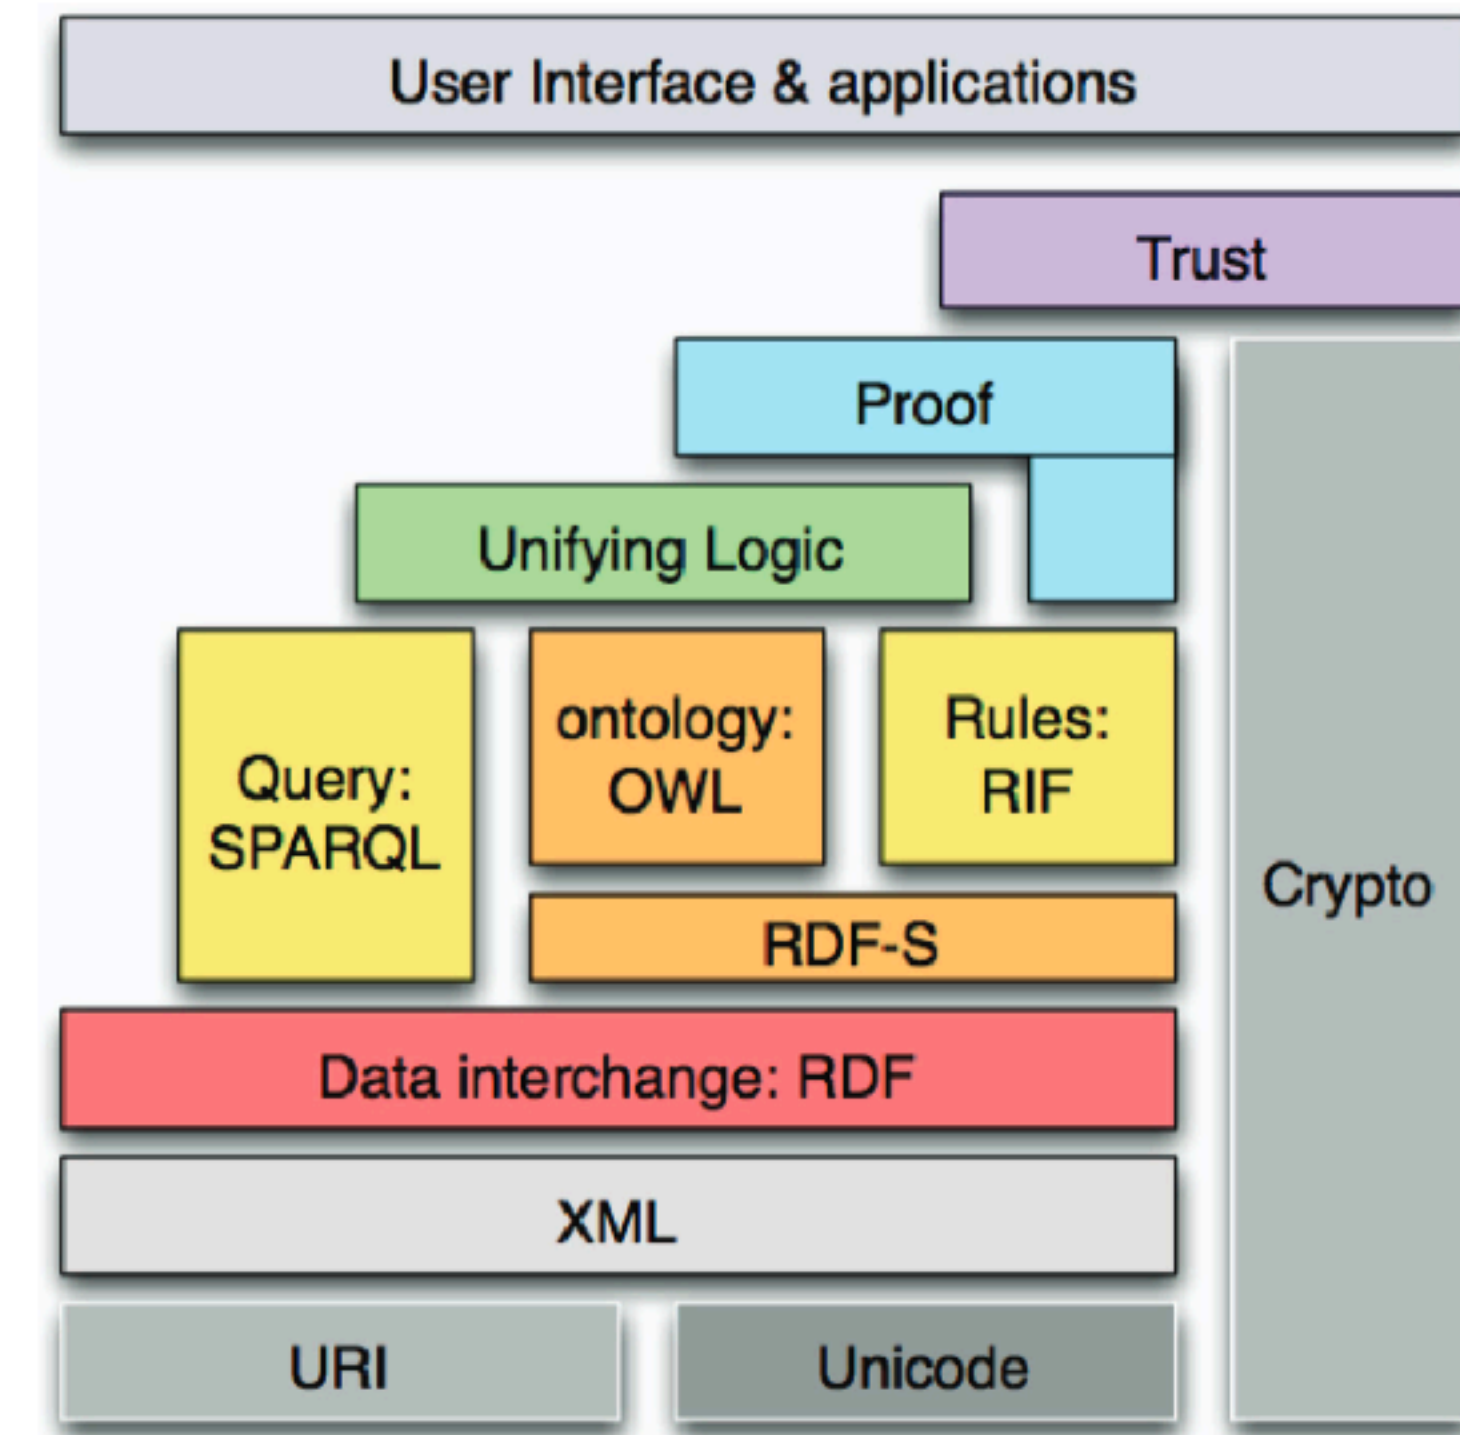 User Interface & applications
Trust
Proof
Unifying Logic
Query:
SPARQL
ontology:
OWL
Rules:
RIF
Crypto
RDF-S
Data interchange: RDF
XML
URI
Unicode